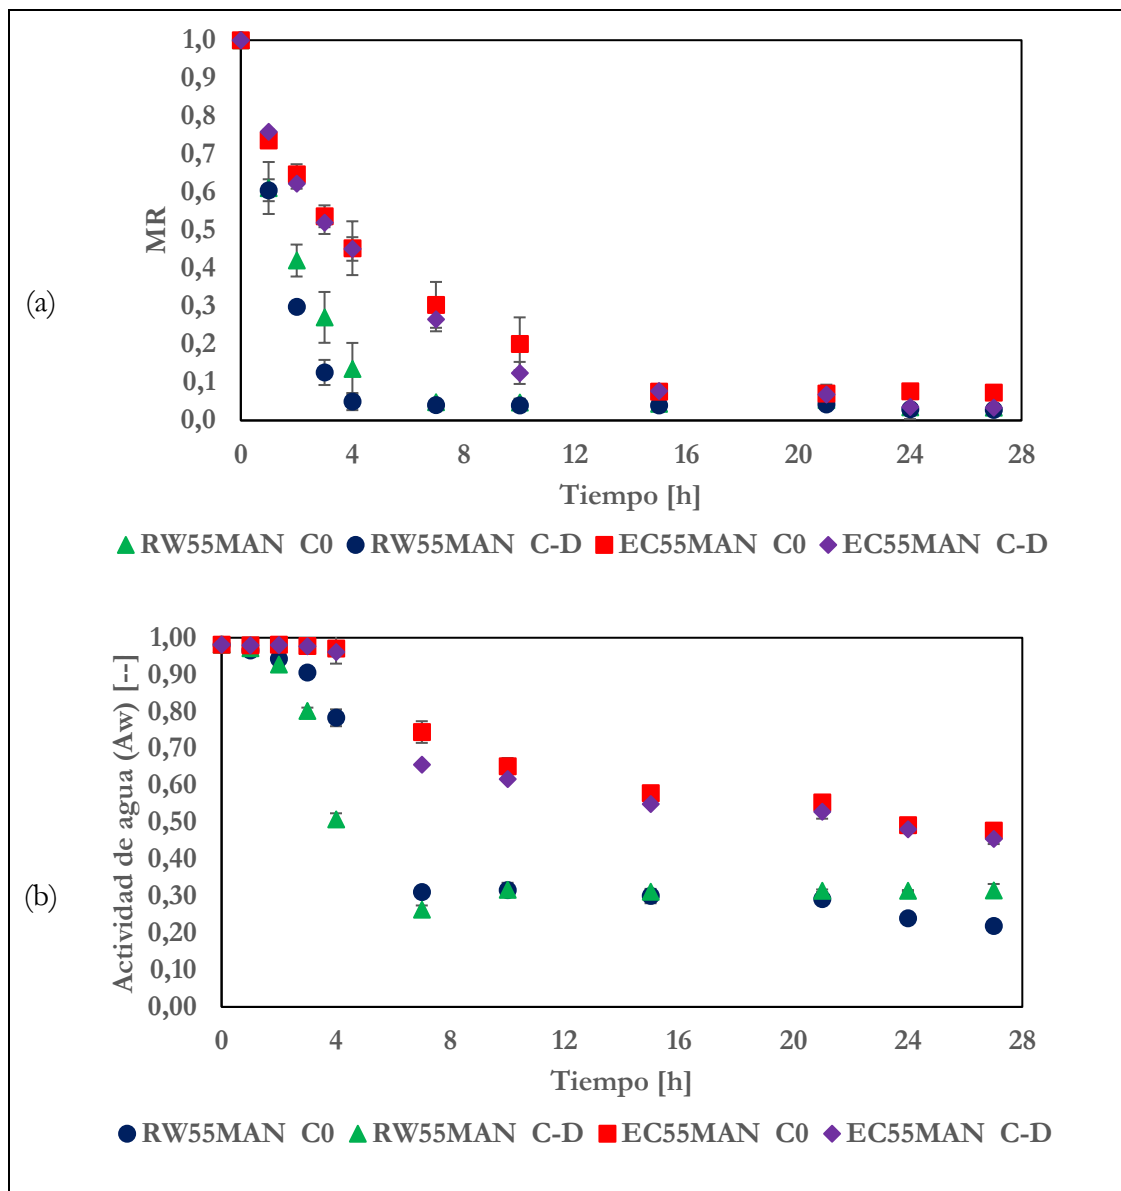 (a)
MR
1,0
0,9
0,8
0,7
0,6
0,5
0,4
0,3
0,2
0,1
0,0
0 4 8 12 16 20 24 28
Tiempo [h]
RW55MAN C0 RW55MAN C-D EC55MAN C0 EC55MAN C-D
(b)
Actividad de agua (Aw) [--]
1,00
0,90
0,80
0,70
0,60
0,50
0,40
0,30
0,20
0,10
0,00
0 4 8 12 16 20 24 28
Tiempo [h]
RW55MAN C0 RW55MAN C-D EC55MAN C0 EC55MAN C-D